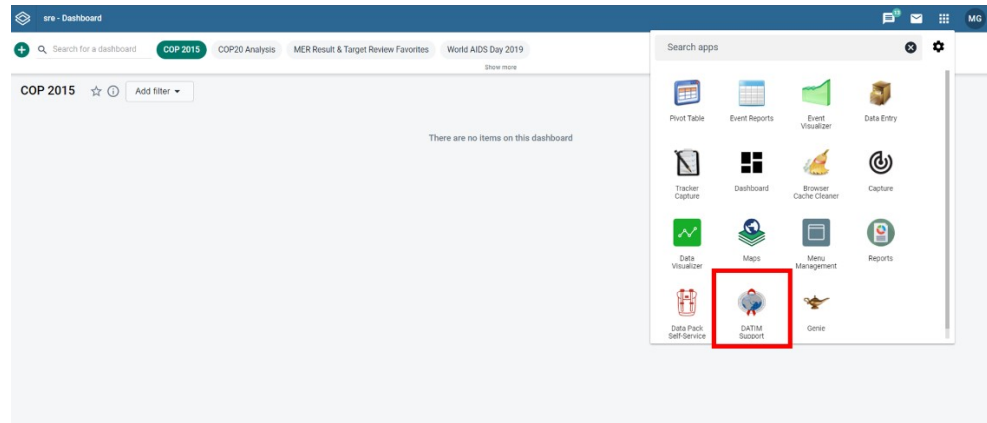 sre - Dashboard
MG
Search for a dashboard
COP 2015
COP20 Analysis
MER Result & Target Review Favorites
World AIDS Day 2019
Show more
Search apps
COP 2015
Add filter
There are no items on this dashboard
Pivot Table
Event Reports
Event
Visualizer
Data Entry
Tracker
Capture
Dashboard
Browser
Cache Cleaner
Capture
Data
Visualizer
Maps
Menu
Management
Reports
Data Pack
Self-Service
DATIM
Support
Genie